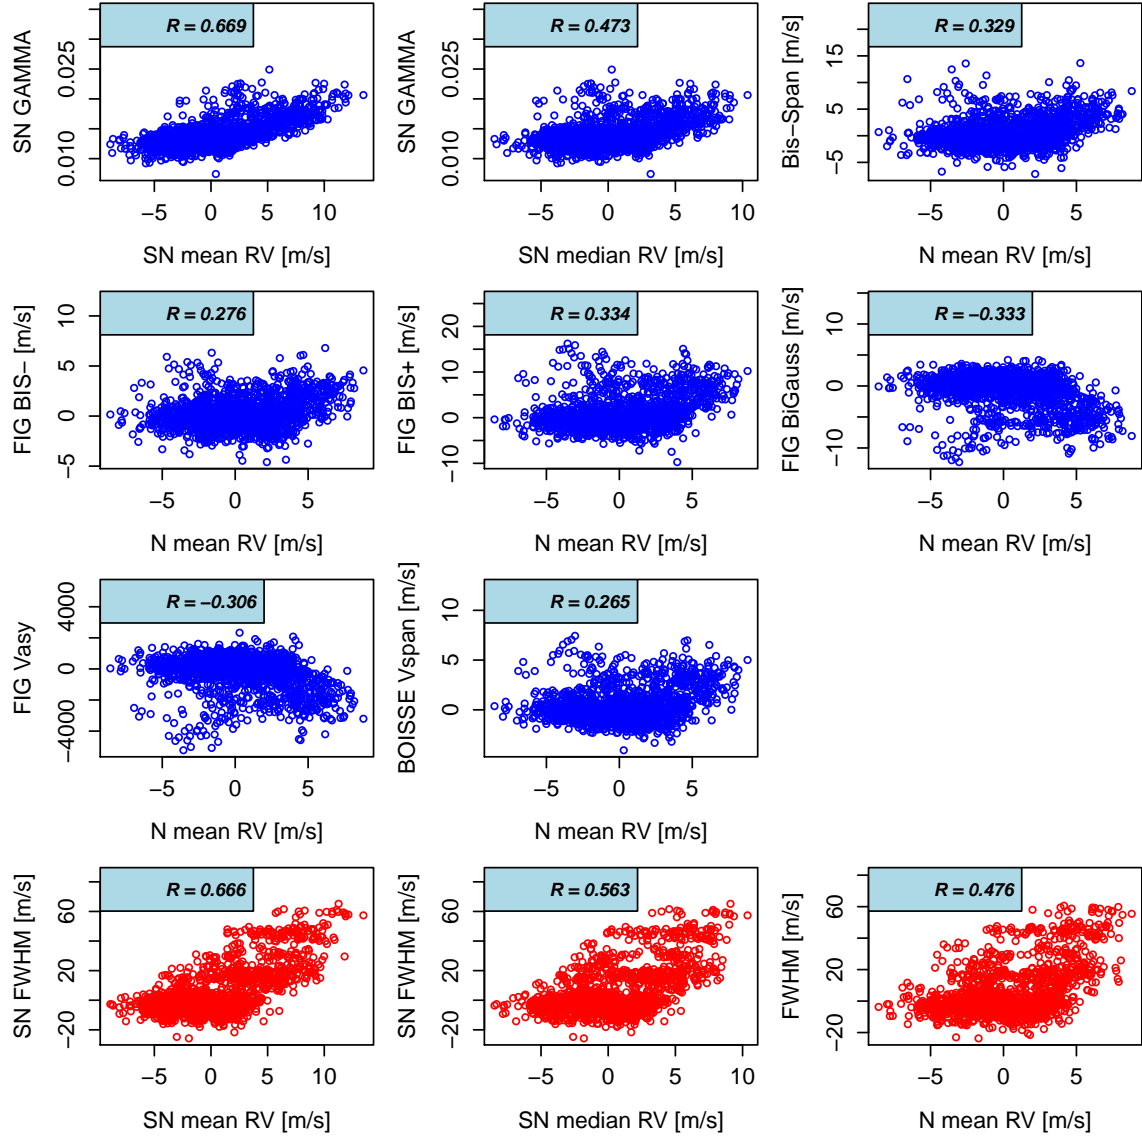 R = 0.669
SN GAMMA
0.010
0.025
−5
0
5
10
SN mean RV [m/s]
R = 0.473
SN GAMMA
0.010
0.025
−5
0
5
10
SN median RV [m/s]
R = 0.329
Bis−Span [m/s]
−5
5
15
−5
0
5
N mean RV [m/s]
R = 0.276
FIG BIS− [m/s]
−5
0
5
10
−5
0
5
N mean RV [m/s]
R = 0.334
FIG BIS+ [m/s]
−10
0
10
20
−5
0
5
N mean RV [m/s]
R = −0.333
FIG BiGauss [m/s]
−10
0
10
−5
0
5
N mean RV [m/s]
R = −0.306
FIG Vasy
−4000
0
4000
−5
0
5
N mean RV [m/s]
R = 0.265
BOISSE Vspan [m/s]
0
5
10
−5
0
5
N mean RV [m/s]
R = 0.666
SN FWHM [m/s]
−20
20
60
−5
0
5
10
SN mean RV [m/s]
R = 0.563
SN FWHM [m/s]
−20
20
60
−5
0
5
10
SN median RV [m/s]
R = 0.476
FWHM [m/s]
−20
20
60
−5
0
5
N mean RV [m/s]